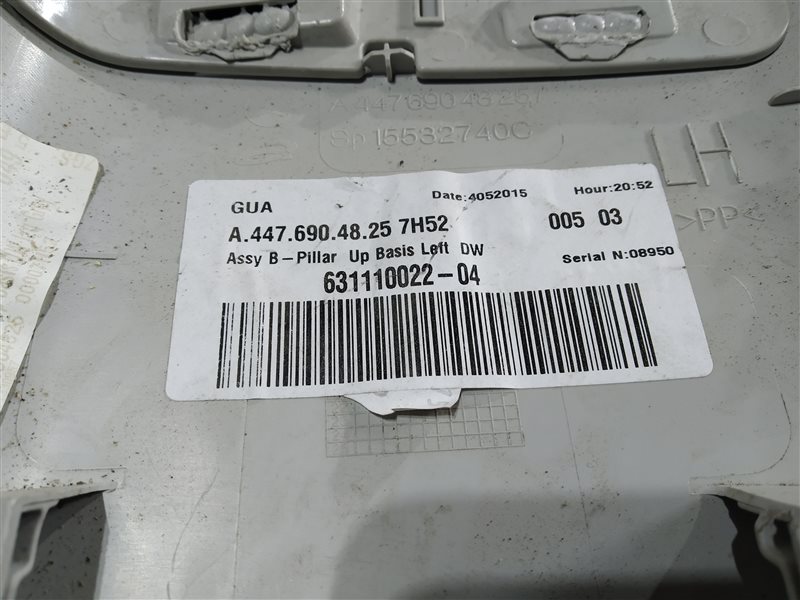 A 447 690 48 25
Sp 15532740C
LH
>PP<
GUA Date:4052015 Hour:20:52
A.447.690.48.25 7H52 005 03
Assy B-Pillar Up Basis Left DW Serial N:08950
631110022-04